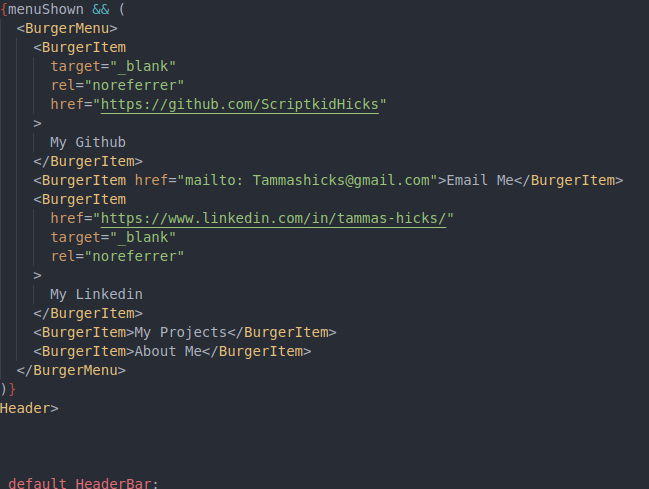 {menuShown && (
<BurgerMenu>
<BurgerItem
target="_blank"
rel="noreferrer"
href="https://github.com/ScriptkidHicks"
>
My Github
</BurgerItem>
<BurgerItem href="mailto: Tammashicks@gmail.com">Email Me</BurgerItem>
<BurgerItem
href="https://www.linkedin.com/in/tammas-hicks/"
target="_blank"
rel="noreferrer"
>
My Linkedin
</BurgerItem>
<BurgerItem>My Projects</BurgerItem>
<BurgerItem>About Me</BurgerItem>
</BurgerMenu>
)}
Header>
default HeaderBar;